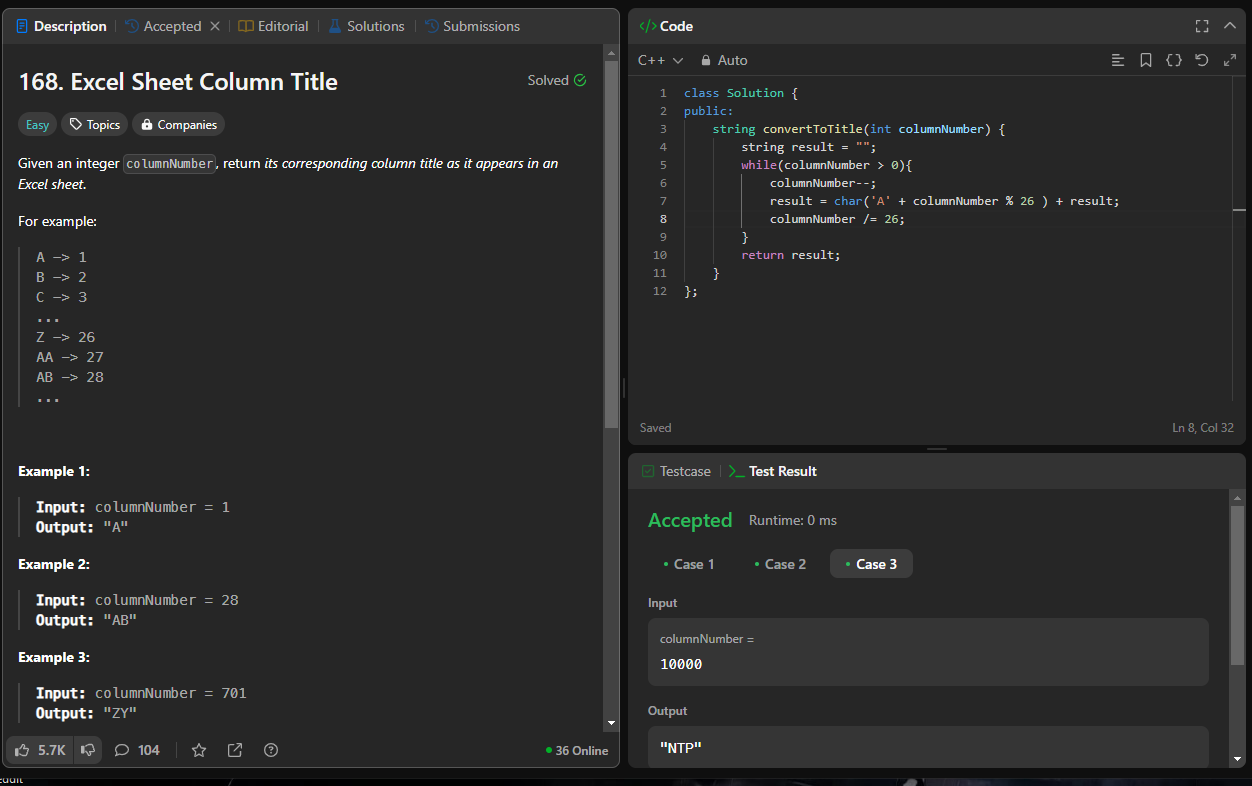 Description
Accepted
Editorial
Solutions
Submissions
168. Excel Sheet Column Title
Solved
Easy
Topics
Companies
Given an integer columnNumber, return its corresponding column title as it appears in an
Excel sheet.
For example:
A -> 1
B -> 2
C -> 3
...
Z -> 26
AA -> 27
AB -> 28
...
Example 1:
Input: columnNumber = 1
Output: "A"
Example 2:
Input: columnNumber = 28
Output: "AB"
Example 3:
Input: columnNumber = 701
Output: "ZY"
5.7K
104
36 Online
</> Code
C++
Auto
1 class Solution {
2 public:
3 string convertToTitle(int columnNumber) {
4 string result = "";
5 while(columnNumber > 0){
6 columnNumber--;
7 result = char('A' + columnNumber % 26 ) + result;
8 columnNumber /= 26;
9 }
10 return result;
11 }
12 };
Saved
Ln 8, Col 32
Testcase
>_ Test Result
Accepted
Runtime: 0 ms
• Case 1
• Case 2
• Case 3
Input
columnNumber =
10000
Output
"NTP"